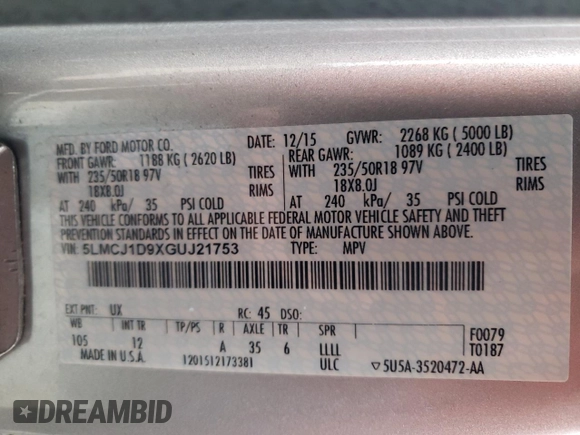 MFD. BY FORD MOTOR CO. DATE: 12/15 GVWR: 2268 KG ( 5000 LB)
FRONT GAWR: 1188 KG ( 2620 LB) REAR GAWR: 1089 KG ( 2400 LB)
WITH 235/50R18 97V TIRES WITH 235/50R18 97V TIRES
18X8.0J RIMS 18X8.0J RIMS
AT 240 kPa/ 35 PSI COLD AT 240 kPa/ 35 PSI COLD
THIS VEHICLE CONFORMS TO ALL APPLICABLE FEDERAL MOTOR VEHICLE SAFETY AND THEFT
PREVENTION STANDARDS IN EFFECT ON THE DATE OF MANUFACTURE SHOWN ABOVE.
VIN: 5LMCJ1D9XGUJ21753 TYPE: MPV
EXT PNT: UX RC: 45 DSO:
WB INT TR TP/PS R AXLE TR SPR F0079
105 12 A 35 6 LLLL T0187
MADE IN U.S.A. 1201512173381 ULC ▽5U5A-3520472-AA
DREAMBID